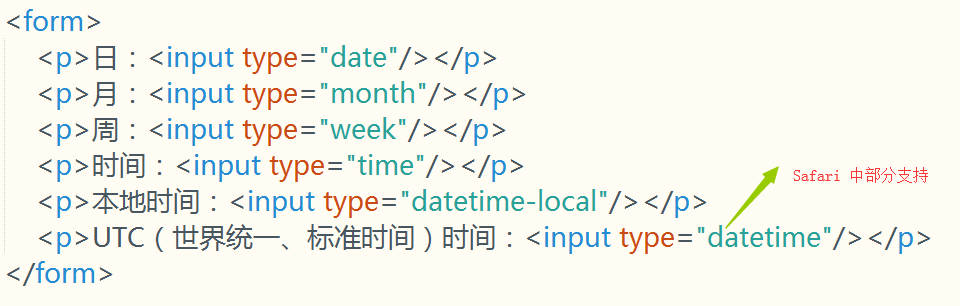 <form>
<p>日：<input type="date"/></p>
<p>月：<input type="month"/></p>
<p>周：<input type="week"/></p>
<p>时间：<input type="time"/></p>
Safari 中部分支持
<p>本地时间：<input type="datetime-local"/></p>
<p>UTC（世界统一、标准时间）时间：<input type="datetime"/></p>
</form>